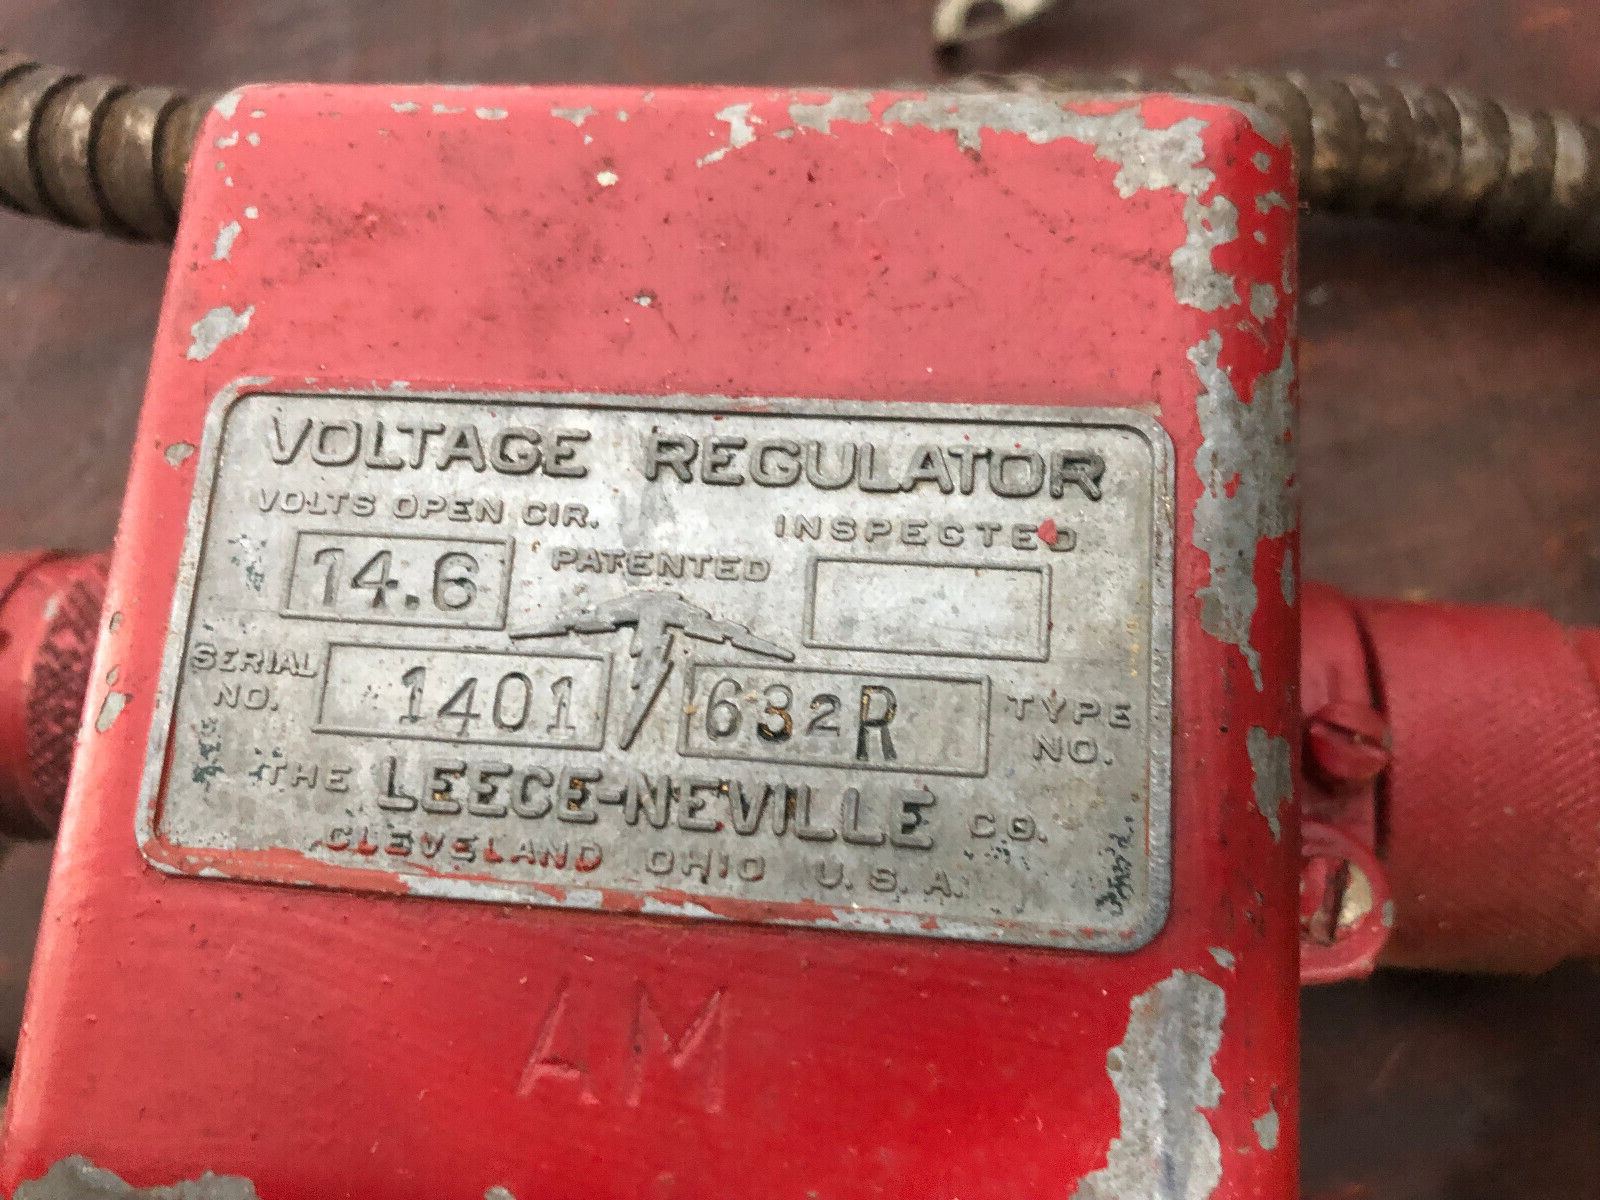 VOLTAGE REGULATOR
VOLTS OPEN CIR.
INSPECTED
14.6
PATENTED
SERIAL NO. 1401
632R TYPE NO.
THE LEECE-NEVILLE CO.
CLEVELAND OHIO U.S.A.
AM